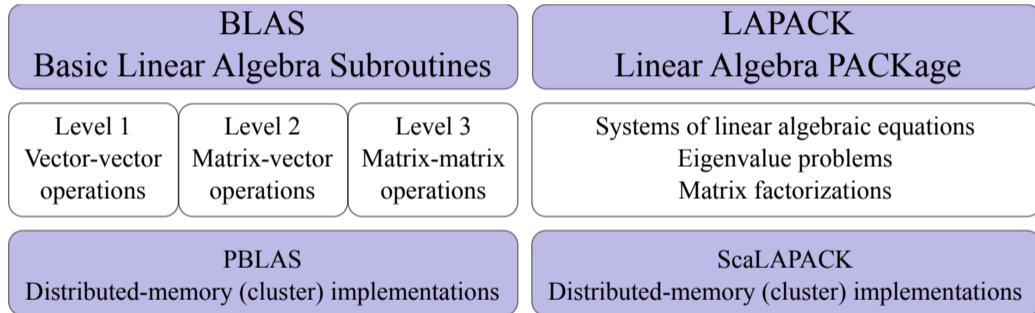 BLAS
Basic Linear Algebra Subroutines
LAPACK
Linear Algebra PACKage
Level 1
Vector-vector
operations
Level 2
Matrix-vector
operations
Level 3
Matrix-matrix
operations
Systems of linear algebraic equations
Eigenvalue problems
Matrix factorizations
PBLAS
Distributed-memory (cluster) implementations
ScaLAPACK
Distributed-memory (cluster) implementations